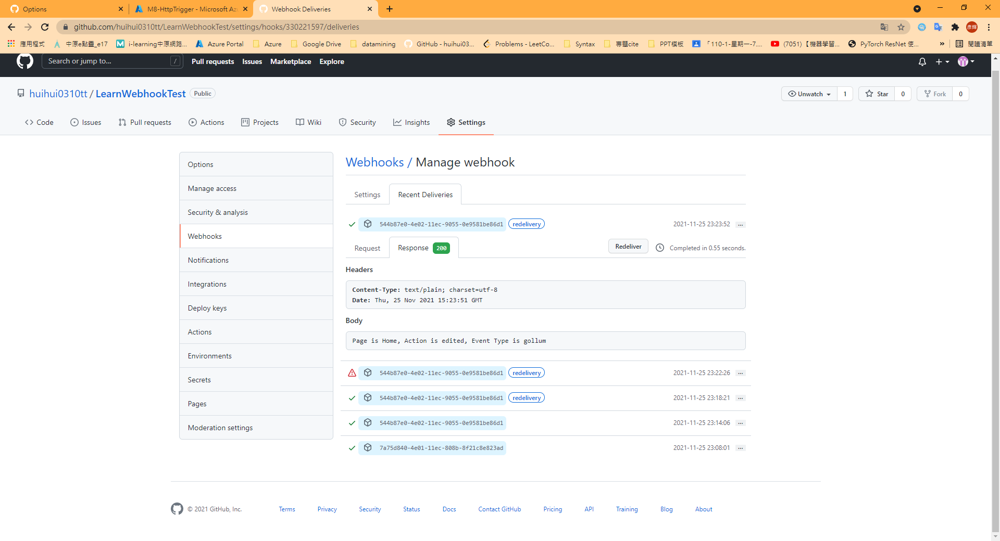 Options
M8-HttpTrigger - Microsoft Azu
Webhook Deliveries
github.com/huihui0310tt/LearnWebhookTest/settings/hooks/330221597/deliveries
彥輝
應用程式
中原e點靈_e17
i-learning中原網路...
Azure Portal
Azure
Google Drive
datamining
GitHub - huihui03...
Problems - LeetCo...
Syntax
專題cite
PPT模板
「110-1-星期一-7....
(7051)【機器學習...
PyTorch ResNet 使...
»
閱讀清單
Search or jump to...
/
Pull requests
Issues
Marketplace
Explore
huihui0310tt / LearnWebhookTest
Public
Unwatch
1
Star
0
Fork
0
Code
Issues
Pull requests
Actions
Projects
Wiki
Security
Insights
Settings
Options
Manage access
Security & analysis
Webhooks
Notifications
Integrations
Deploy keys
Actions
Environments
Secrets
Pages
Moderation settings
Webhooks / Manage webhook
Settings
Recent Deliveries
544b87e0-4e02-11ec-9055-0e9581be86d1
redelivery
2021-11-25 23:23:52
...
Request
Response 200
Redeliver
Completed in 0.55 seconds.
Headers
Content-Type: text/plain; charset=utf-8
Date: Thu, 25 Nov 2021 15:23:51 GMT
Body
Page is Home, Action is edited, Event Type is gollum
544b87e0-4e02-11ec-9055-0e9581be86d1
redelivery
2021-11-25 23:22:26
...
544b87e0-4e02-11ec-9055-0e9581be86d1
redelivery
2021-11-25 23:18:21
...
544b87e0-4e02-11ec-9055-0e9581be86d1
2021-11-25 23:14:06
...
7a75d840-4e01-11ec-808b-8f21c8e823ad
2021-11-25 23:08:01
...
© 2021 GitHub, Inc.
Terms
Privacy
Security
Status
Docs
Contact GitHub
Pricing
API
Training
Blog
About